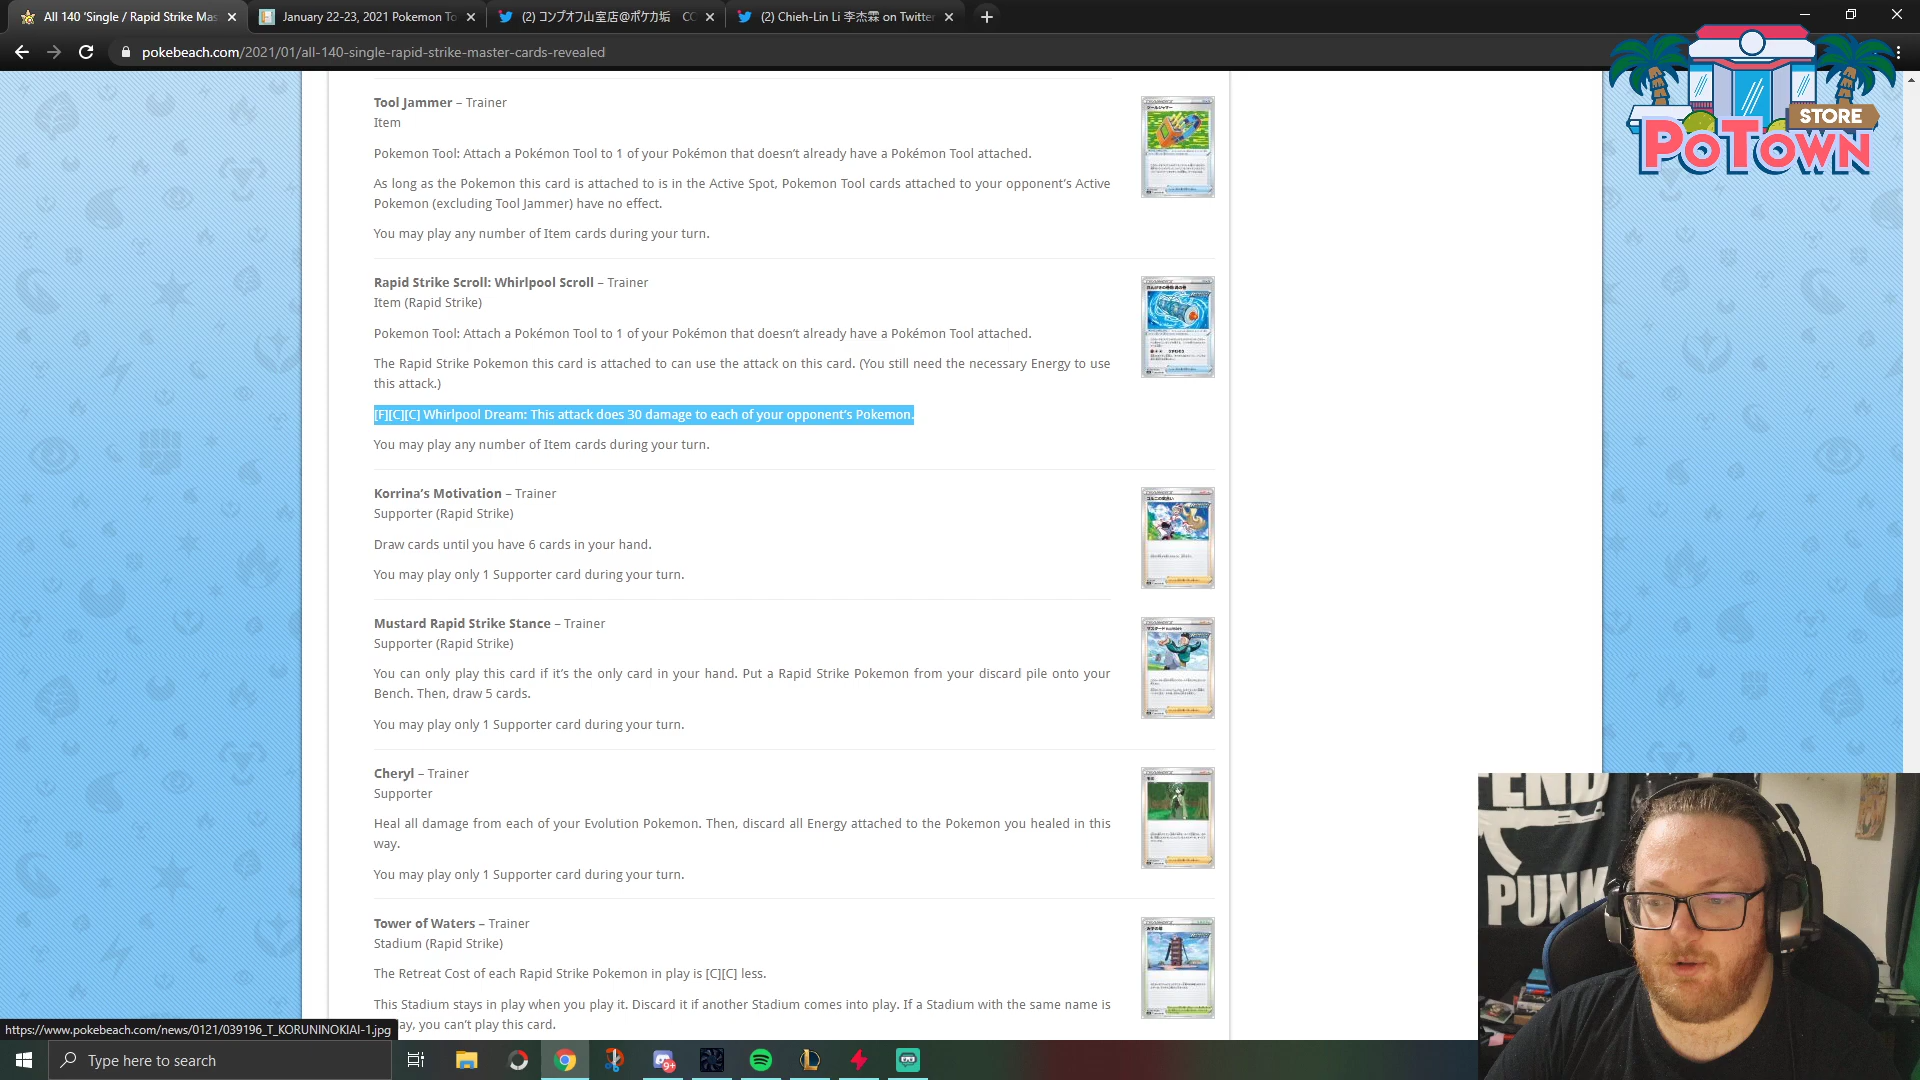 All 140 'Single / Rapid Strike Mas
January 22-23, 2021 Pokemon To
(2) コンプオフ山室店@ポケカ垢 CC
(2) Chieh-Lin Li 李杰霖 on Twitter
pokebeach.com/2021/01/all-140-single-rapid-strike-master-cards-revealed
STORE
POTOWN
Tool Jammer – Trainer
Item
Pokemon Tool: Attach a Pokémon Tool to 1 of your Pokémon that doesn’t already have a Pokémon Tool attached.
As long as the Pokemon this card is attached to is in the Active Spot, Pokemon Tool cards attached to your opponent’s Active
Pokemon (excluding Tool Jammer) have no effect.
You may play any number of Item cards during your turn.
Rapid Strike Scroll: Whirlpool Scroll – Trainer
Item (Rapid Strike)
Pokemon Tool: Attach a Pokémon Tool to 1 of your Pokémon that doesn’t already have a Pokémon Tool attached.
The Rapid Strike Pokemon this card is attached to can use the attack on this card. (You still need the necessary Energy to use
this attack.)
[F][C][C] Whirlpool Dream: This attack does 30 damage to each of your opponent’s Pokemon.
You may play any number of Item cards during your turn.
Korrina’s Motivation – Trainer
Supporter (Rapid Strike)
Draw cards until you have 6 cards in your hand.
You may play only 1 Supporter card during your turn.
Mustard Rapid Strike Stance – Trainer
Supporter (Rapid Strike)
You can only play this card if it’s the only card in your hand. Put a Rapid Strike Pokemon from your discard pile onto your
Bench. Then, draw 5 cards.
You may play only 1 Supporter card during your turn.
Cheryl – Trainer
Supporter
Heal all damage from each of your Evolution Pokemon. Then, discard all Energy attached to the Pokemon you healed in this
way.
You may play only 1 Supporter card during your turn.
Tower of Waters – Trainer
Stadium (Rapid Strike)
The Retreat Cost of each Rapid Strike Pokemon in play is [C][C] less.
This Stadium stays in play when you play it. Discard it if another Stadium comes into play. If a Stadium with the same name is
ay, you can’t play this card.
https://www.pokebeach.com/news/0121/039196_T_KORUNINOKIAI-1.jpg
Type here to search
9+
END
PUNK